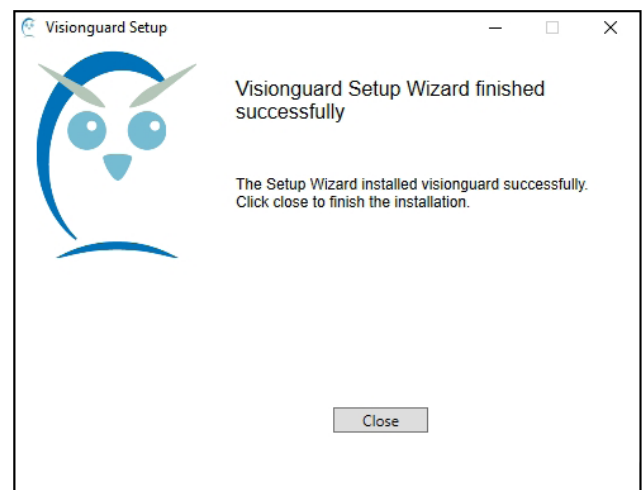 Visionguard Setup
Visionguard Setup Wizard finished
successfully
The Setup Wizard installed visionguard successfully.
Click close to finish the installation.
Close